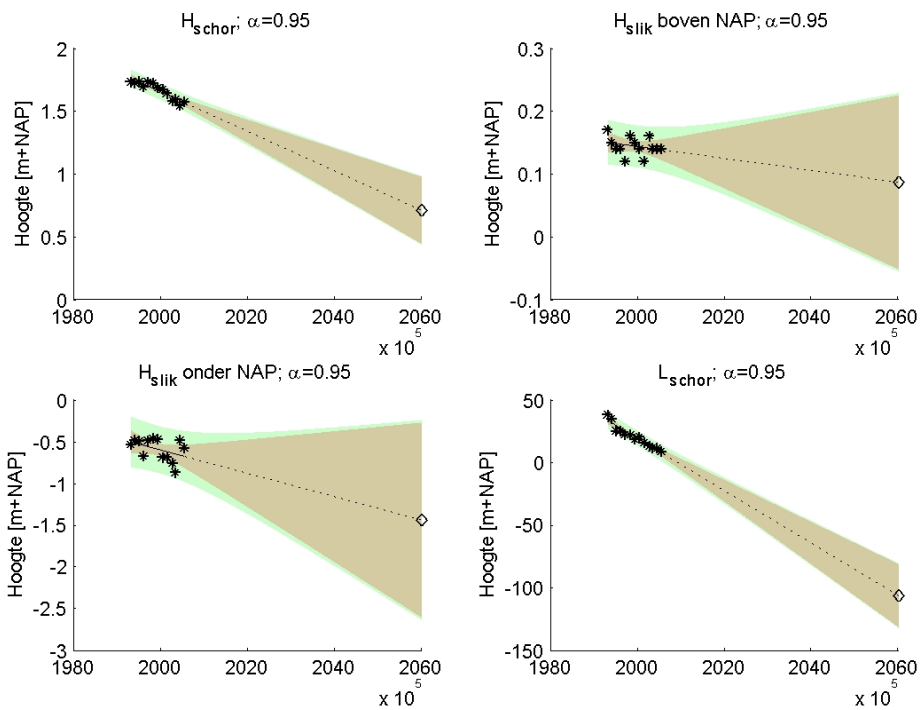 H_schor; α=0.95
Hoogte [m+NAP]
2
1.5
1
0.5
0
1980 2000 2020 2040 2060
x 10^5
H_slik boven NAP; α=0.95
Hoogte [m+NAP]
0.3
0.2
0.1
0
-0.1
1980 2000 2020 2040 2060
x 10^5
H_slik onder NAP; α=0.95
Hoogte [m+NAP]
0
-0.5
-1
-1.5
-2
-2.5
-3
1980 2000 2020 2040 2060
x 10^5
L_schor; α=0.95
Hoogte [m+NAP]
50
0
-50
-100
-150
1980 2000 2020 2040 2060
x 10^5